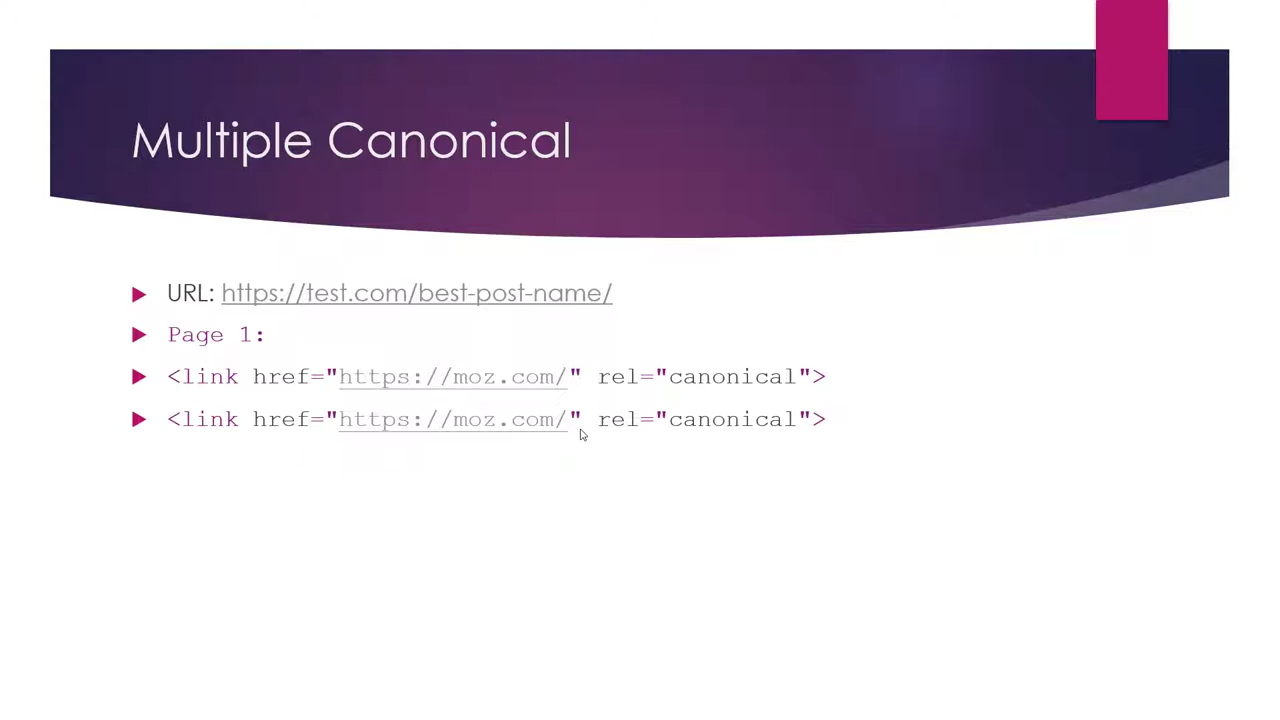 Multiple Canonical
URL: https://test.com/best-post-name/
Page 1:
<link href="https://moz.com/" rel="canonical">
<link href="https://moz.com/" rel="canonical">